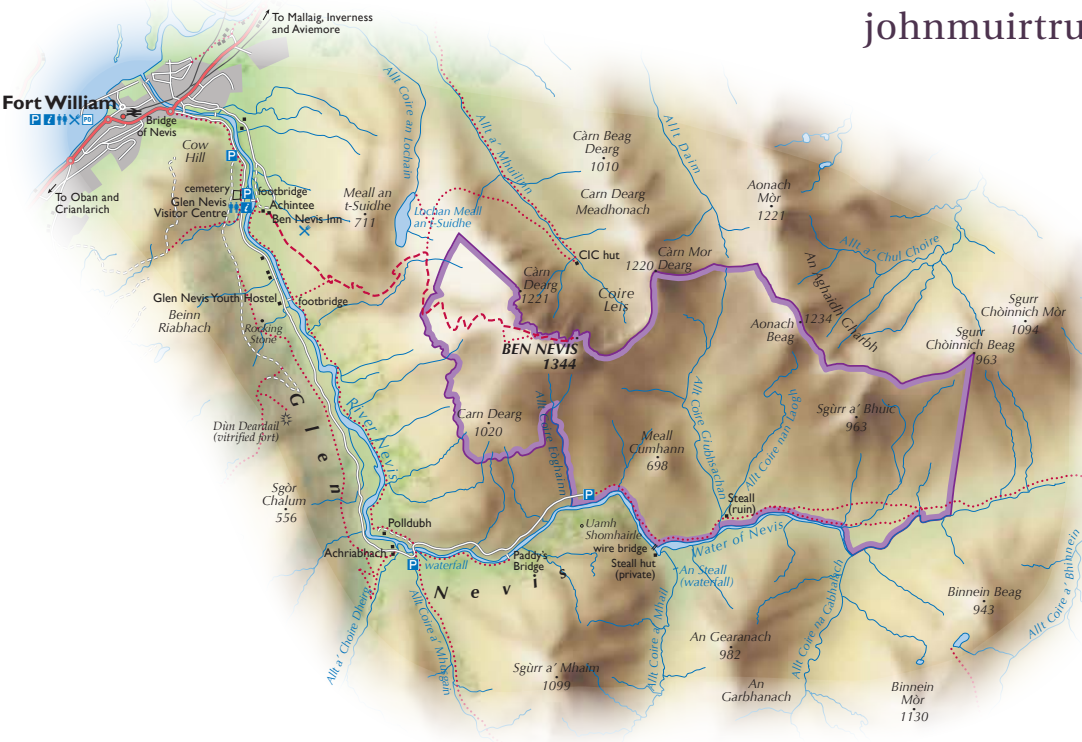 johnmuirtru
To Mallaig, Inverness
and Aviemore
Fort William
P i PO
Bridge
of Nevis
Cow
Hill
P
To Oban and
Crianlarich
cemetery
P
footbridge
Glen Nevis
Visitor Centre
i
Achintee
Ben Nevis Inn
Meall an
t-Suidhe
711
Allt Coire an Lochain
Lochan Meall
an t-Suidhe
Allt a' Mhuilinn
Càrn Beag
Dearg
1010
Carn Dearg
Meadhonach
Allt Daim
Aonach
Mòr
1221
Allt a' Chul Choire
An Aghaidh Gharbh
CIC hut
Càrn
Dearg
1221
Coire
Leis
1220
Càrn Mor
Dearg
Sgurr
Chòinnich Mòr
1094
Sgurr
Chòinnich Beag
963
1234
Aonach
Beag
Glen Nevis Youth Hostel
footbridge
Beinn
Riabhach
Rocking
Stone
BEN NEVIS
1344
Glen
River Nevis
Dùn Deardail
(vitrified fort)
Carn Dearg
1020
Allt Coire Eòghainn
Allt Coire Giubhsachan
Allt Coire nan Laogh
Sgùrr a' Bhuic
963
Meall
Cumhann
698
Sgòr
Chalum
556
P
Steall
(ruin)
Polldubh
Achriabhach
P
waterfall
Paddy's
Bridge
Uamh
Shomhairle
wire bridge
Steall hut
(private)
Water of Nevis
An Steall
(waterfall)
Nevis
Allt a' Choire Dheirg
Allt Coire a' Mhusgain
Sgùrr a' Mhaim
1099
Allt Coire a' Mhail
An Gearanach
982
An
Garbhanach
Allt Coire na Gabhalach
Binnein Beag
943
Allt Coire a' Bhinnein
Binnein
Mòr
1130